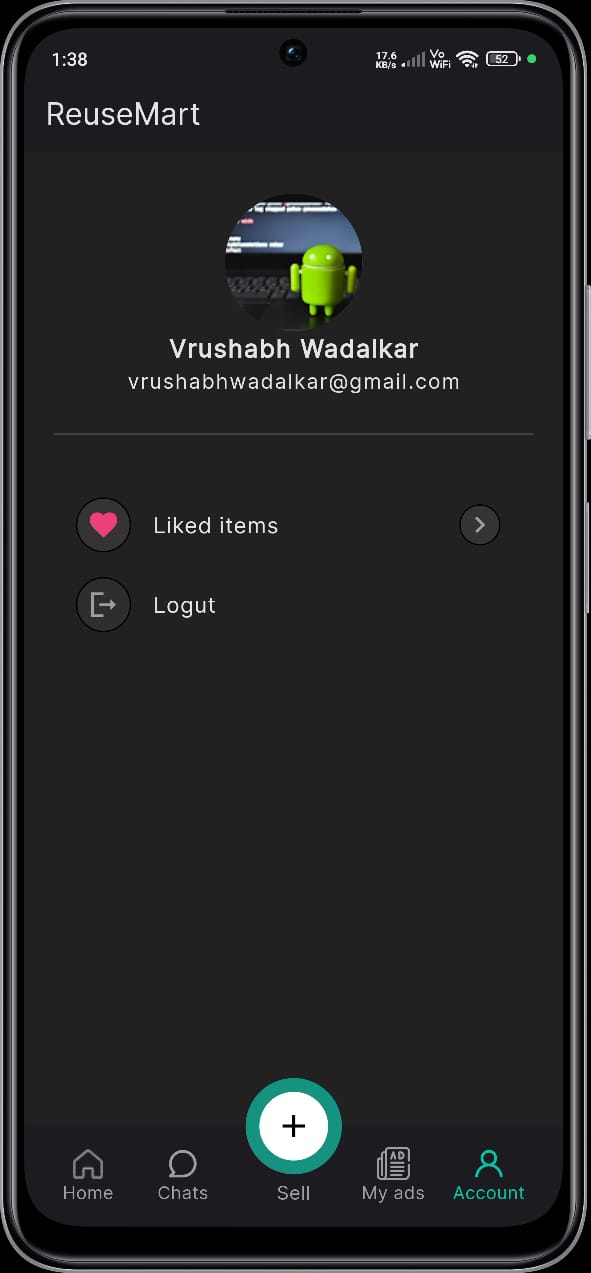 1:38
17.6
KB/s
Vo
WiFi
52
ReuseMart
Vrushabh Wadalkar
vrushabhwadalkar@gmail.com
Liked items
Logut
AD
Home
Chats
Sell
My ads
Account